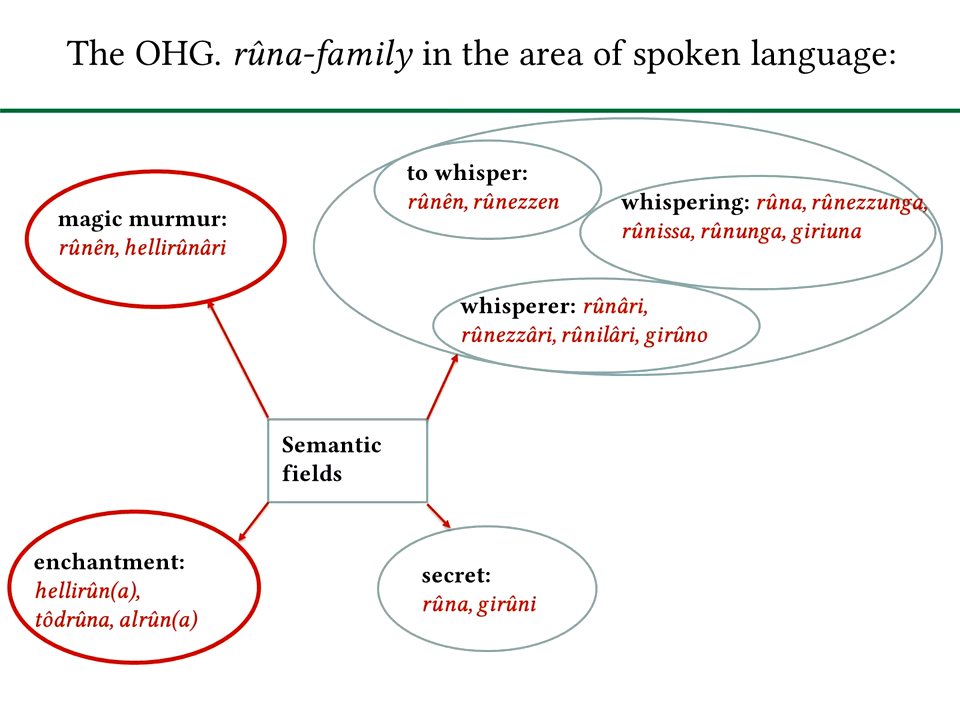 The OHG. rûna-family in the area of spoken language:
to whisper:
rûnên, rûnezzen
whispering: rûna, rûnezzunga,
rûnissa, rûnunga, giriuna
magic murmur:
rûnên, hellirûnâri
whisperer: rûnâri,
rûnezzâri, rûnilâri, girûno
Semantic
fields
enchantment:
hellirûn(a),
tôdrûna, alrûn(a)
secret:
rûna, girûni